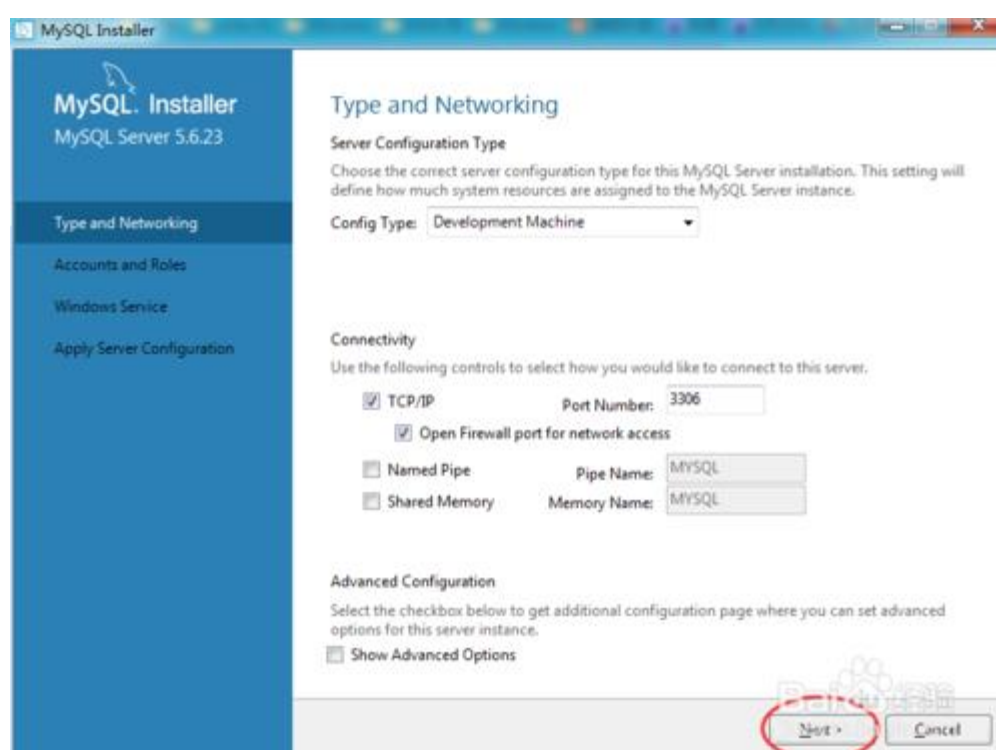 MySQL Installer
MySQL. Installer
MySQL Server 5.6.23
Type and Networking
Accounts and Roles
Windows Service
Apply Server Configuration
Type and Networking
Server Configuration Type
Choose the correct server configuration type for this MySQL Server installation. This setting will
define how much system resources are assigned to the MySQL Server instance.
Config Type: Development Machine
Connectivity
Use the following controls to select how you would like to connect to this server.
TCP/IP Port Number: 3306
Open Firewall port for network access
Named Pipe Pipe Name: MYSQL
Shared Memory Memory Name: MYSQL
Advanced Configuration
Select the checkbox below to get additional configuration page where you can set advanced
options for this server instance.
Show Advanced Options
Baidu 经验
Next > Cancel